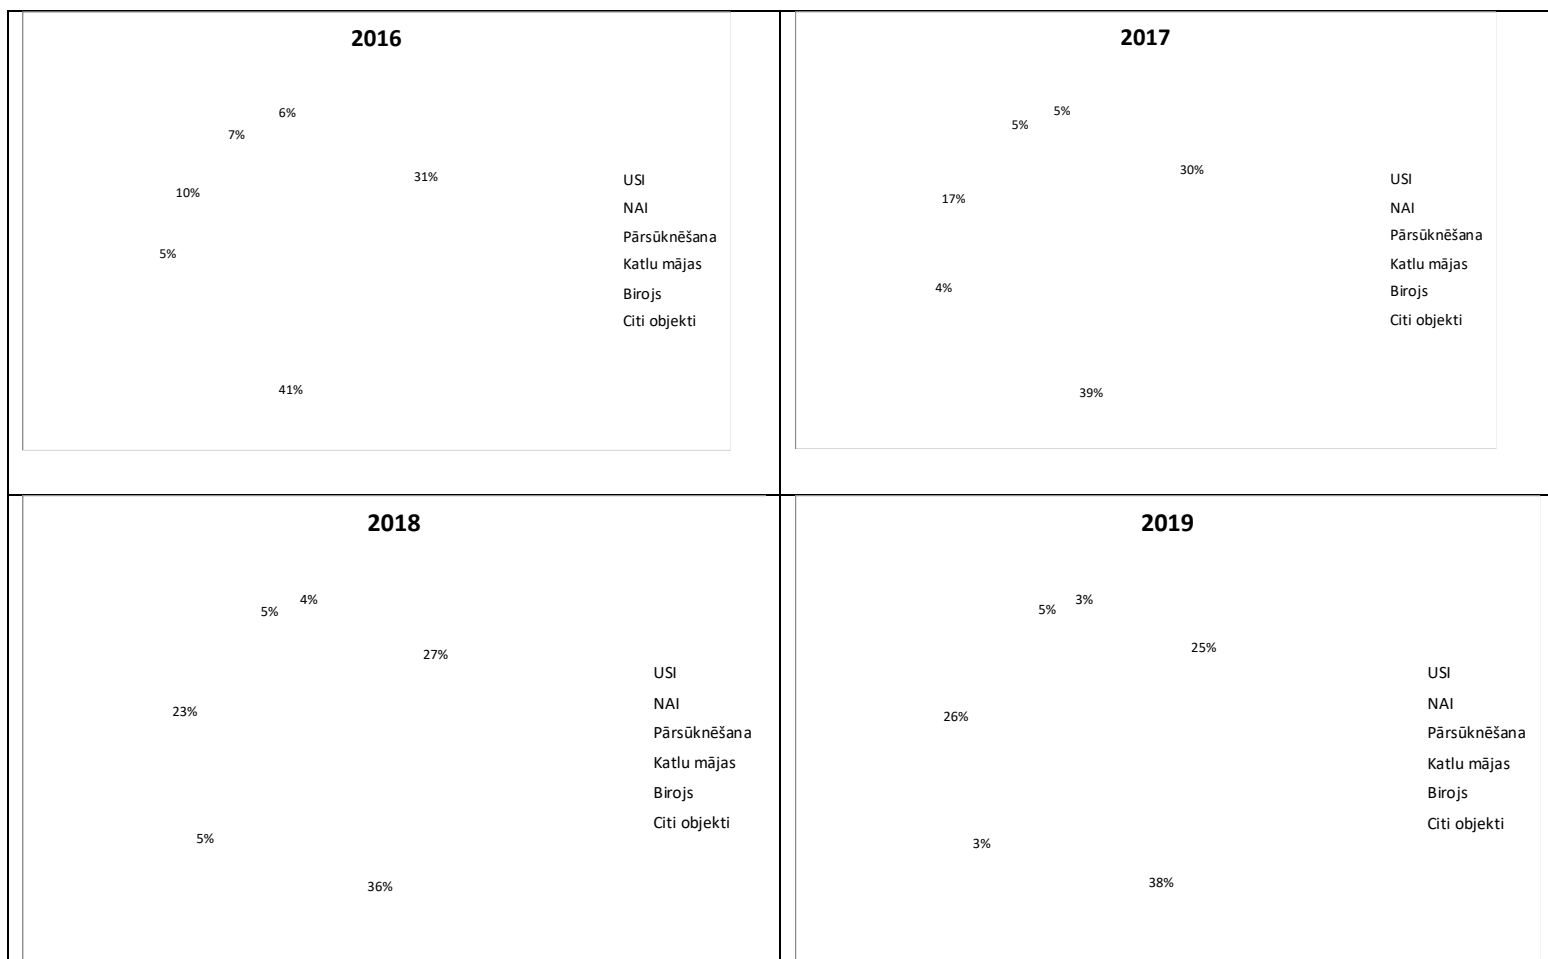 2016
6%
7%
31%
10%
5%
41%
USI
NAI
Pārsūknēšana
Katlu mājas
Birojs
Citi objekti
2017
5%
5%
30%
17%
4%
39%
USI
NAI
Pārsūknēšana
Katlu mājas
Birojs
Citi objekti
2018
4%
5%
27%
23%
5%
36%
USI
NAI
Pārsūknēšana
Katlu mājas
Birojs
Citi objekti
2019
3%
5%
25%
26%
3%
38%
USI
NAI
Pārsūknēšana
Katlu mājas
Birojs
Citi objekti